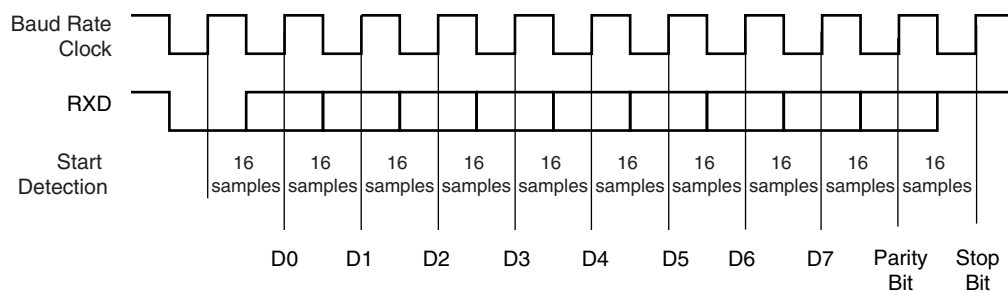 Baud Rate
Clock
RXD
Start
Detection
16 16 16 16 16 16 16 16 16 16
samples samples samples samples samples samples samples samples samples samples
D0 D1 D2 D3 D4 D5 D6 D7 Parity Stop
Bit Bit